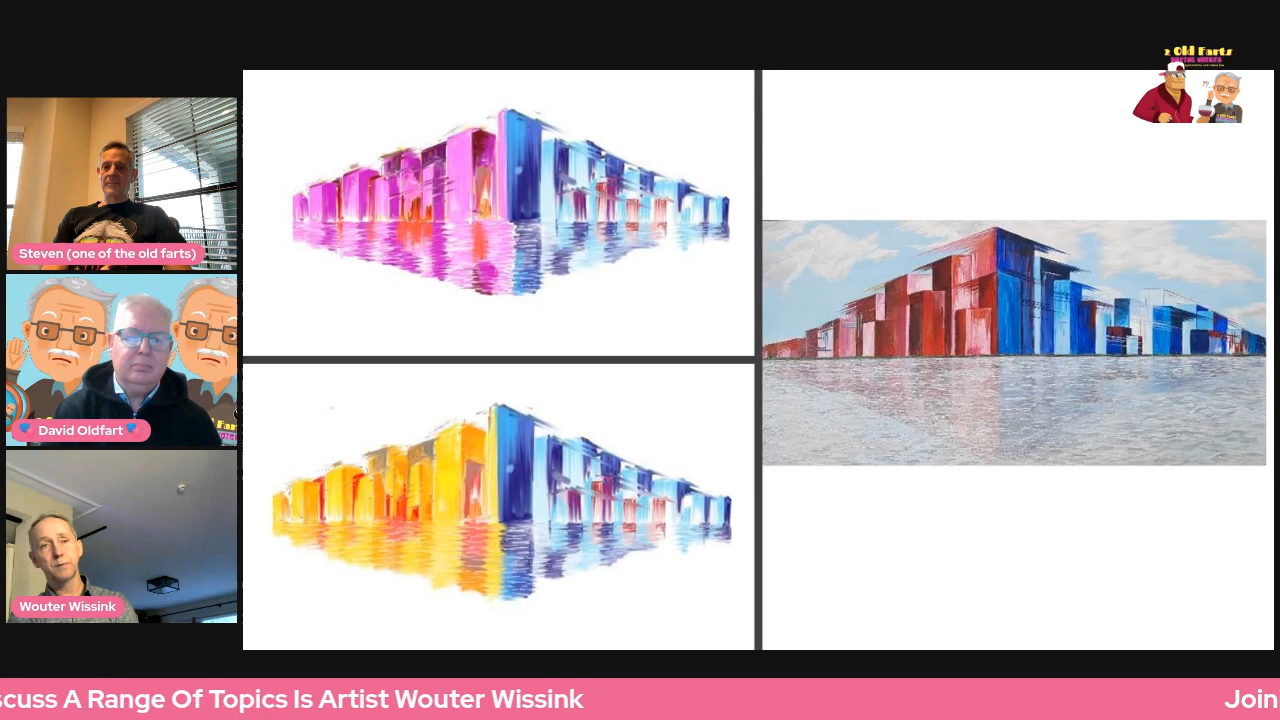 2 Old Farts
Steven (one of the old farts)
David Oldfart
Wouter Wissink
scuss A Range Of Topics Is Artist Wouter Wissink
Join